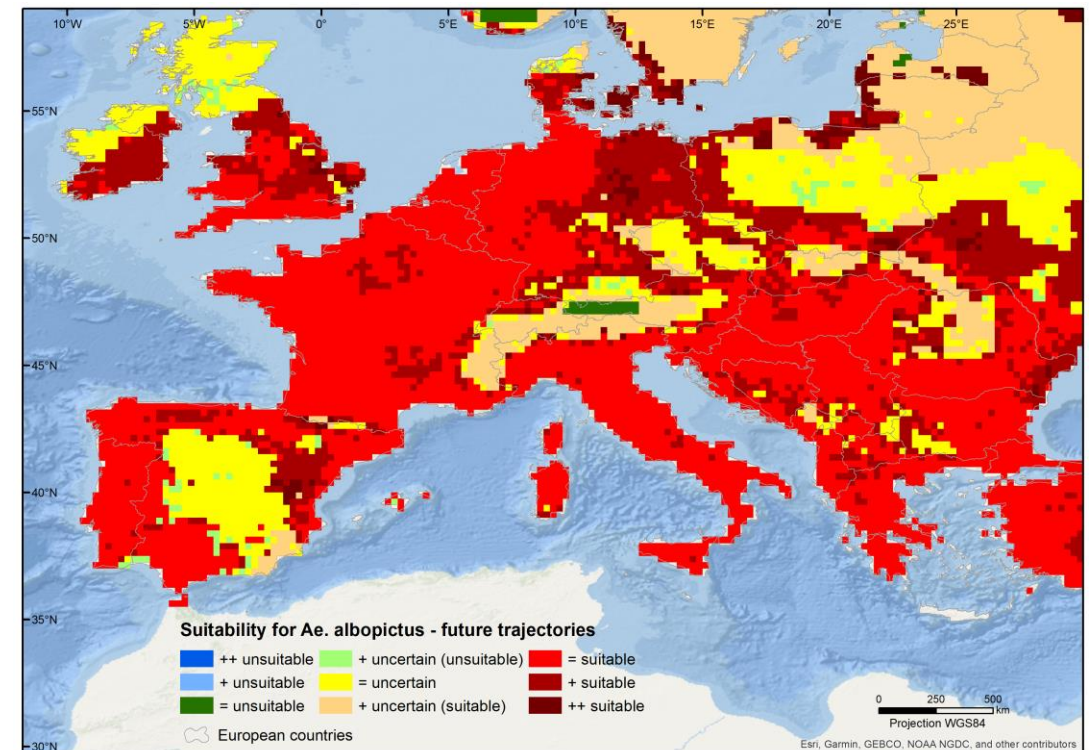 10°W 5°W 0° 5°E 10°E 15°E 20°E 25°E
55°N
50°N
45°N
40°N
35°N
30°N
Suitability for Ae. albopictus - future trajectories
++ unsuitable + uncertain (unsuitable) = suitable
+ unsuitable = uncertain + suitable
= unsuitable + uncertain (suitable) ++ suitable
European countries
0 250 500
km
Projection WGS84
Esri, Garmin, GEBCO, NOAA NGDC, and other contributors